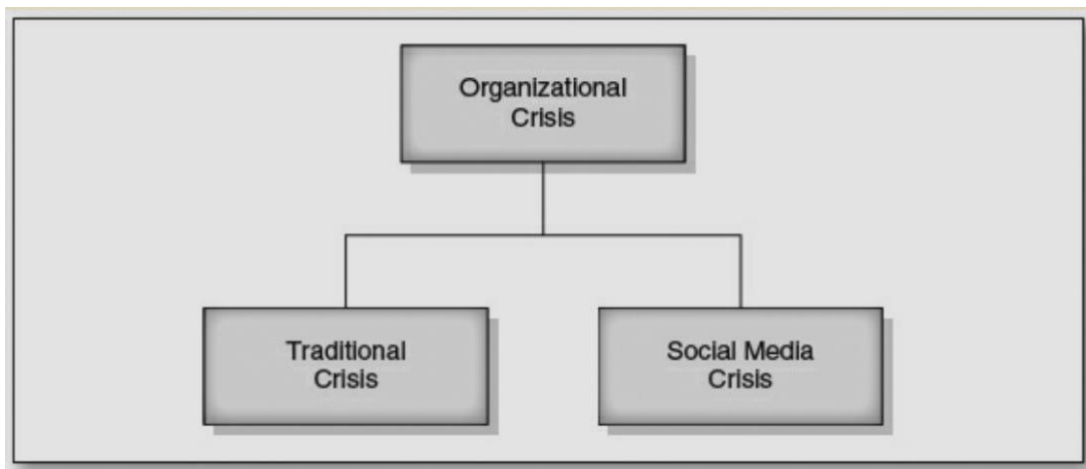 Organizational
Crisis
Traditional
Crisis
Social Media
Crisis